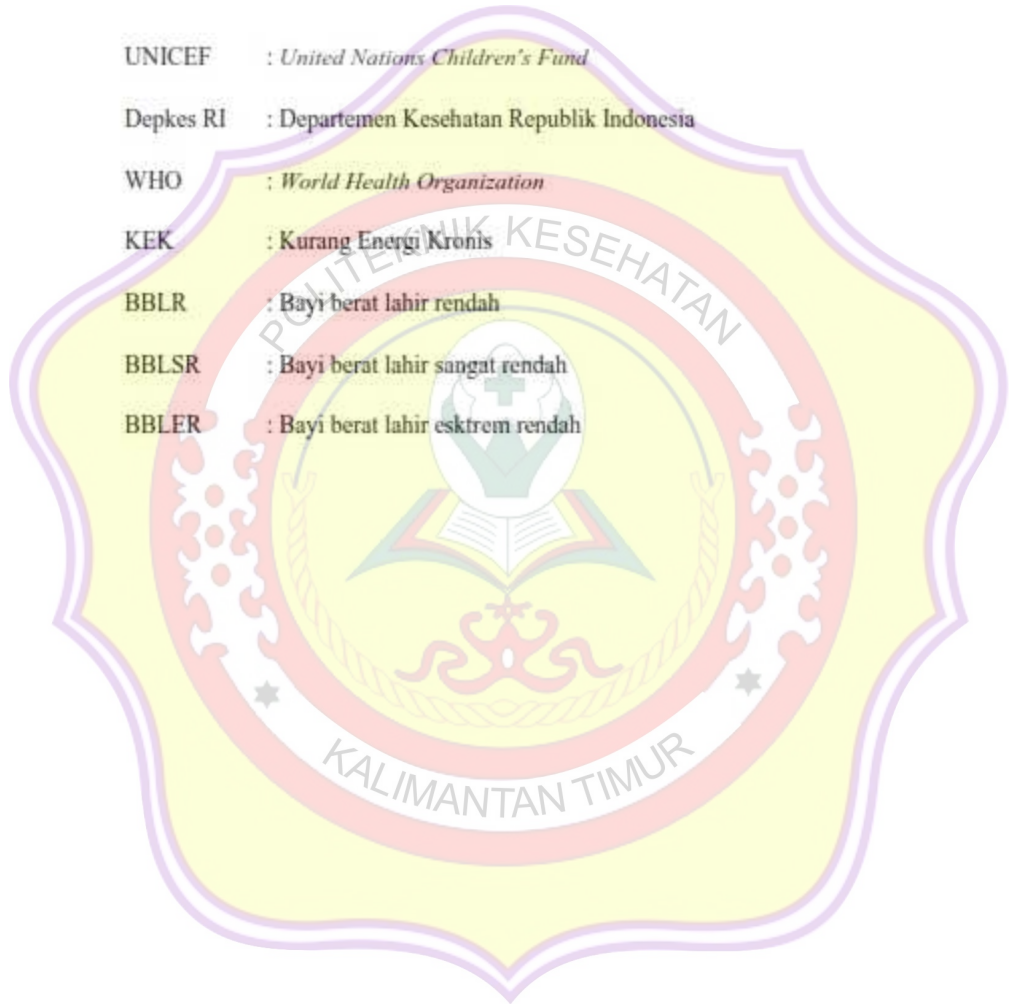 UNICEF : United Nations Children's Fund
Depkes RI : Departemen Kesehatan Republik Indonesia
WHO : World Health Organization
KEK : Kurang Energi Kronis
BBLR : Bayi berat lahir rendah
BBLSR : Bayi berat lahir sangat rendah
BBLER : Bayi berat lahir esktrem rendah
POLITEKNIK KESEHATAN
KALIMANTAN TIMUR